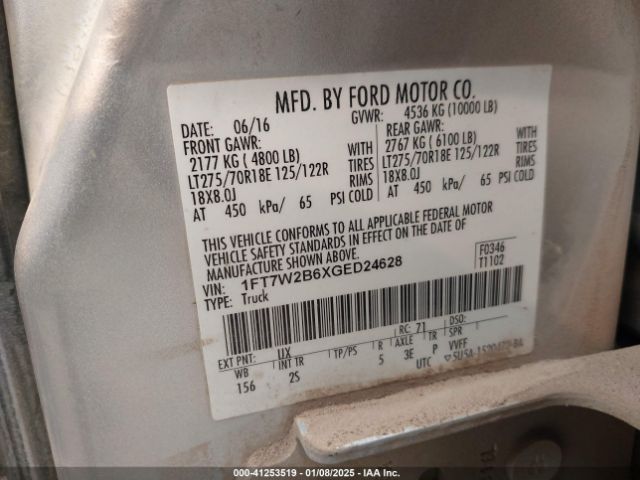 MFD. BY FORD MOTOR CO.
DATE: 06/16 GVWR: 4536 KG (10000 LB)
FRONT GAWR: REAR GAWR:
2177 KG ( 4800 LB) WITH 2767 KG ( 6100 LB) WITH
LT275/70R18E 125/122R TIRES LT275/70R18E 125/122R TIRES
18X8.0J RIMS 18X8.0J RIMS
AT 450 kPa/ 65 PSI COLD AT 450 kPa/ 65 PSI COLD
THIS VEHICLE CONFORMS TO ALL APPLICABLE FEDERAL MOTOR
VEHICLE SAFETY STANDARDS IN EFFECT ON THE DATE OF
MANUFACTURE SHOWN ABOVE.
VIN: 1FT7W2B6XGED24628 F0346
TYPE: Truck T1102
RC: 71 DSO:
EXT PNT: UX
WB INT TR TP/PS R AXLE TR SPR
156 2S 5 3E P VVFF
UTC
000-41253519 - 01/08/2025 - IAA Inc.